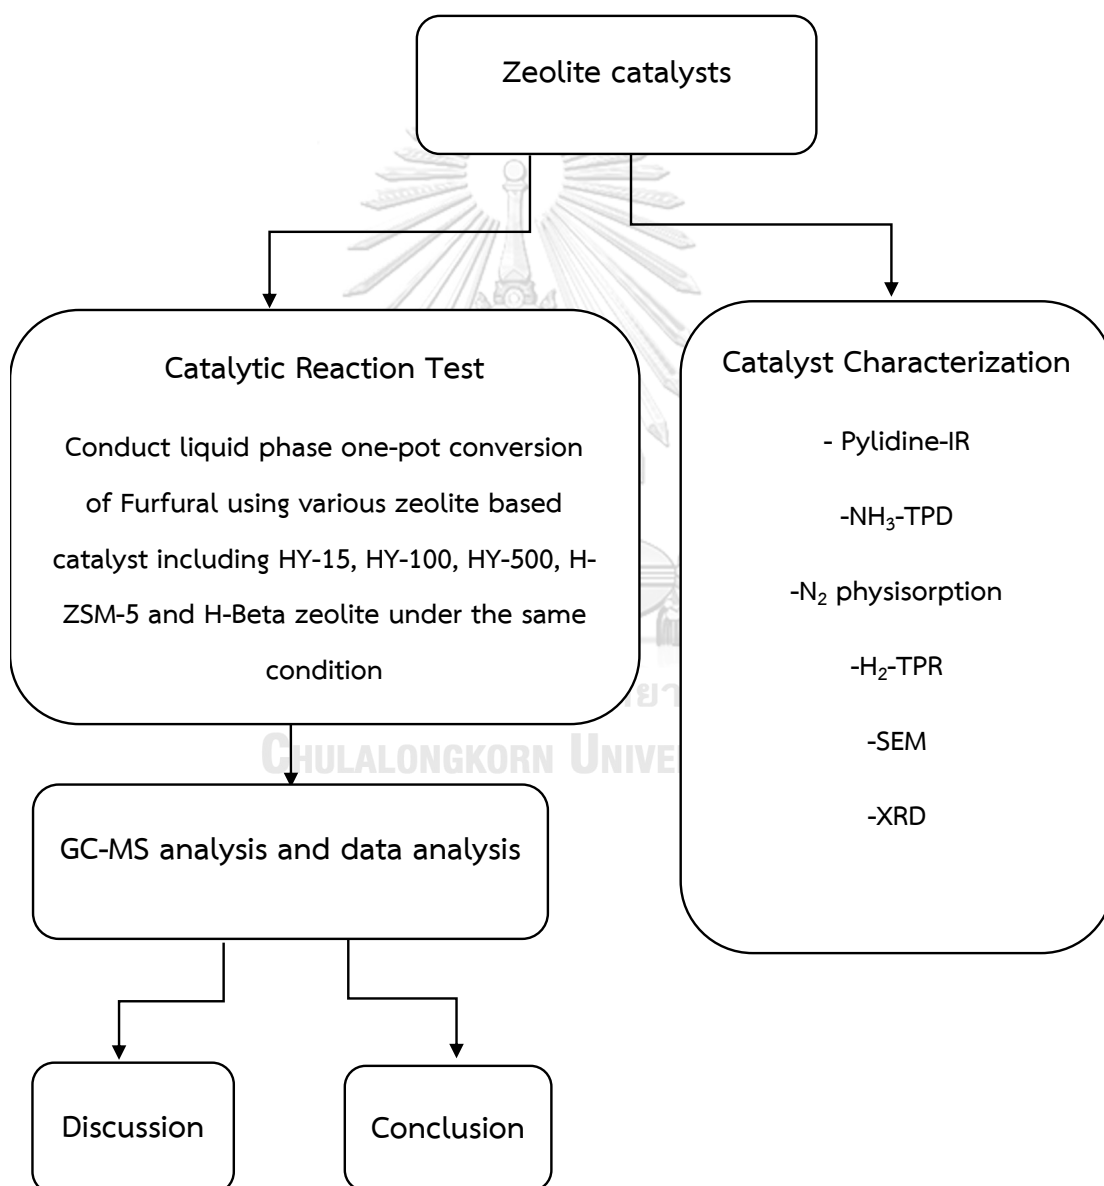 Zeolite catalysts
Catalytic Reaction Test
Conduct liquid phase one-pot conversion
of Furfural using various zeolite based
catalyst including HY-15, HY-100, HY-500, H-
ZSM-5 and H-Beta zeolite under the same
condition
Catalyst Characterization
- Pylidine-IR
-NH₃-TPD
-N₂ physisorption
-H₂-TPR
-SEM
-XRD
CHULALONGKORN UNIVE
GC-MS analysis and data analysis
Discussion
Conclusion